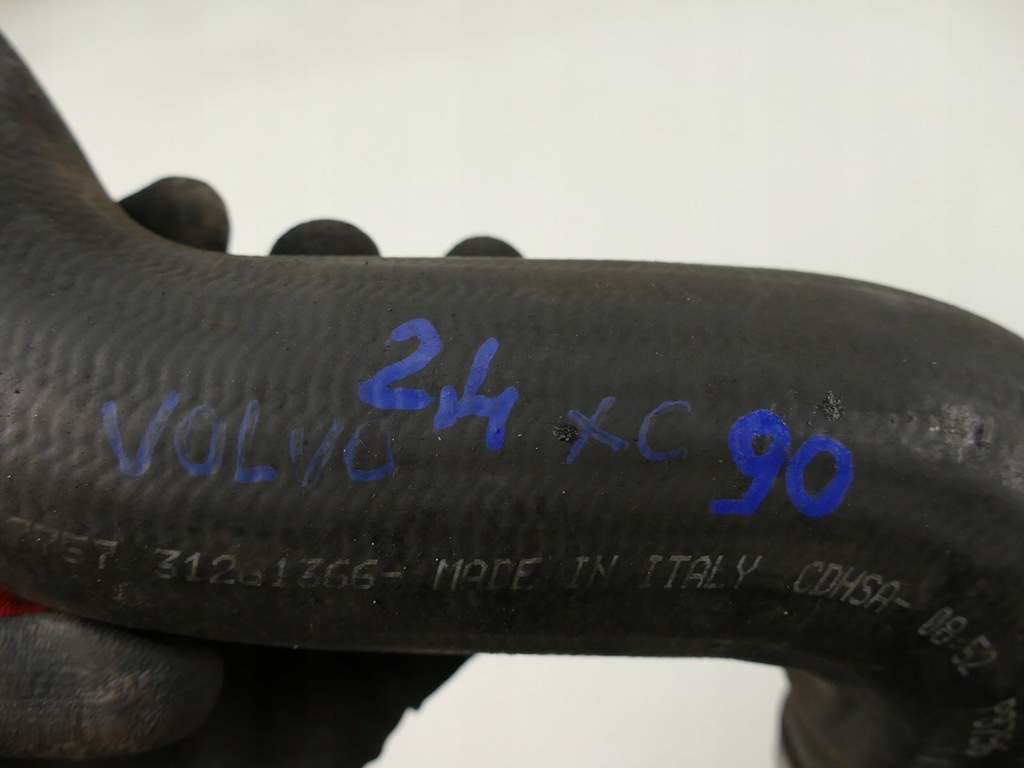 2.4
VOLVO XC 90
31261366- MADE IN ITALY CDHSA- 08-52